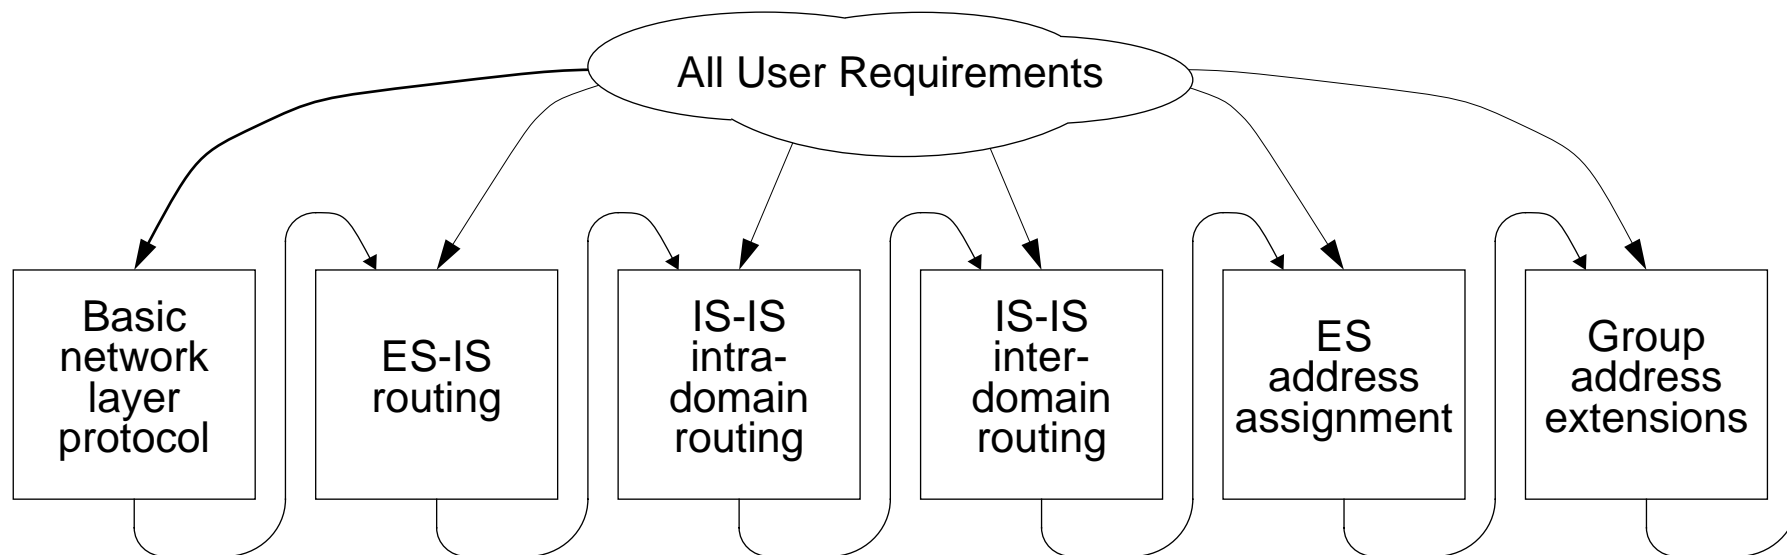 All User Requirements
Basic
network
layer
protocol
ES-IS
routing
IS-IS
intra-
domain
routing
IS-IS
inter-
domain
routing
ES
address
assignment
Group
address
extensions